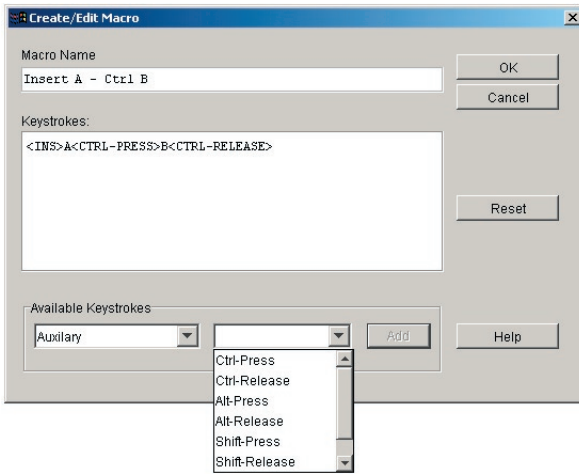 Create/Edit Macro
Macro Name
Insert A - Ctrl B
OK
Cancel
Keystrokes:
<INS>A<CTRL-PRESS>B<CTRL-RELEASE>
Reset
Available Keystrokes
Auxilary
Add
Help
Ctrl-Press
Ctrl-Release
Alt-Press
Alt-Release
Shift-Press
Shift-Release